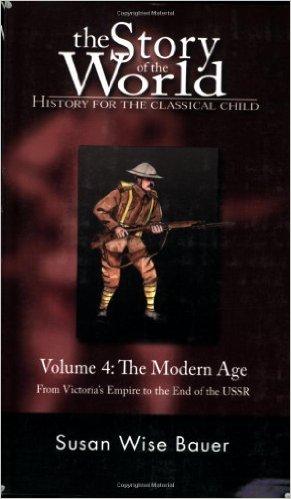 the Story
of the
World
HISTORY FOR THE CLASSICAL CHILD
Volume 4: The Modern Age
From Victoria's Empire to the End of the USSR
Susan Wise Bauer